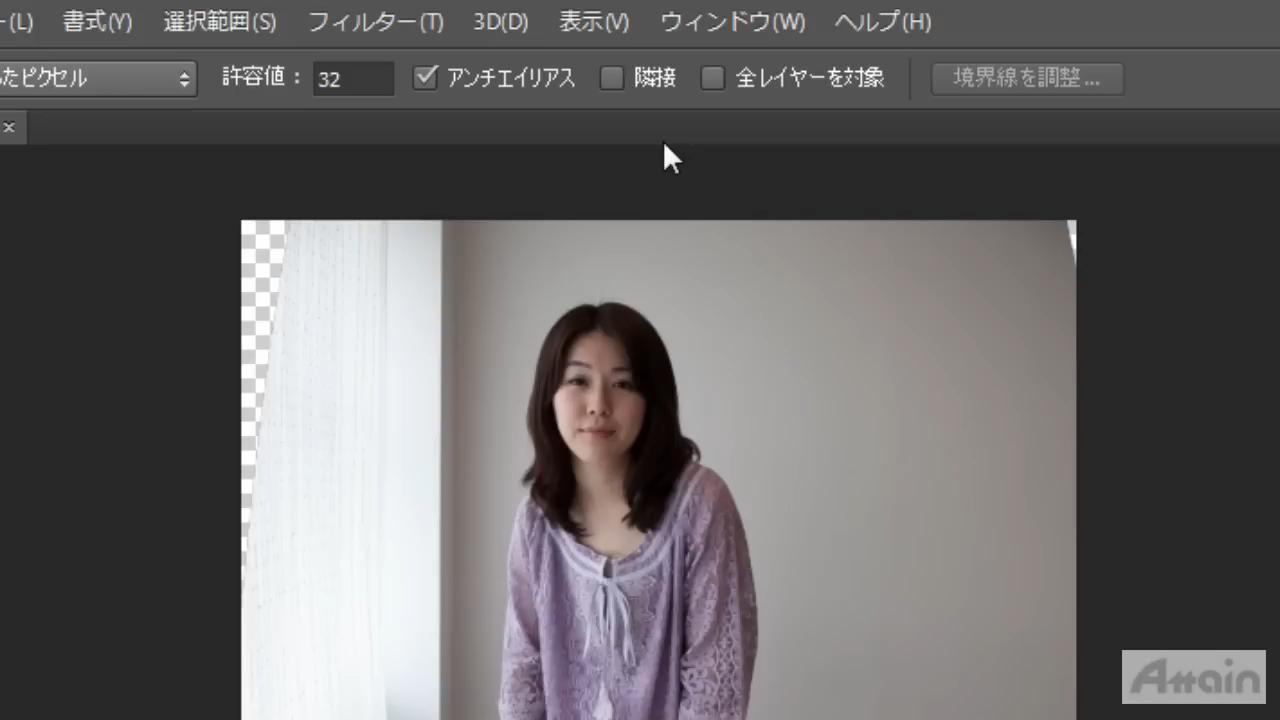 ー(L) 書式(Y) 選択範囲(S) フィルター(T) 3D(D) 表示(V) ウィンドウ(W) ヘルプ(H)
たピクセル 許容値： 32 アンチエイリアス 隣接 全レイヤーを対象 境界線を調整...
×
Attain